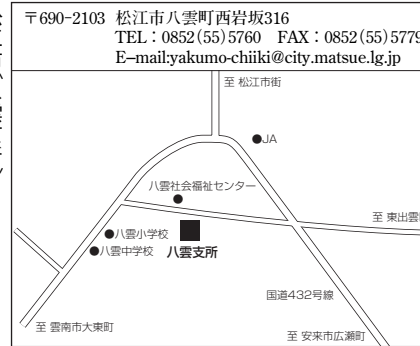 〒690-2103 松江市八雲町西岩坂316
TEL：0852(55)5760 FAX：0852(55)5779
E–mail:yakumo-chiiki@city.matsue.lg.jp
至 松江市街
●JA
八雲社会福祉センター
至 東出雲
●八雲小学校
●八雲中学校
八雲支所
国道432号線
至 雲南市大東町
至 安来市広瀬町